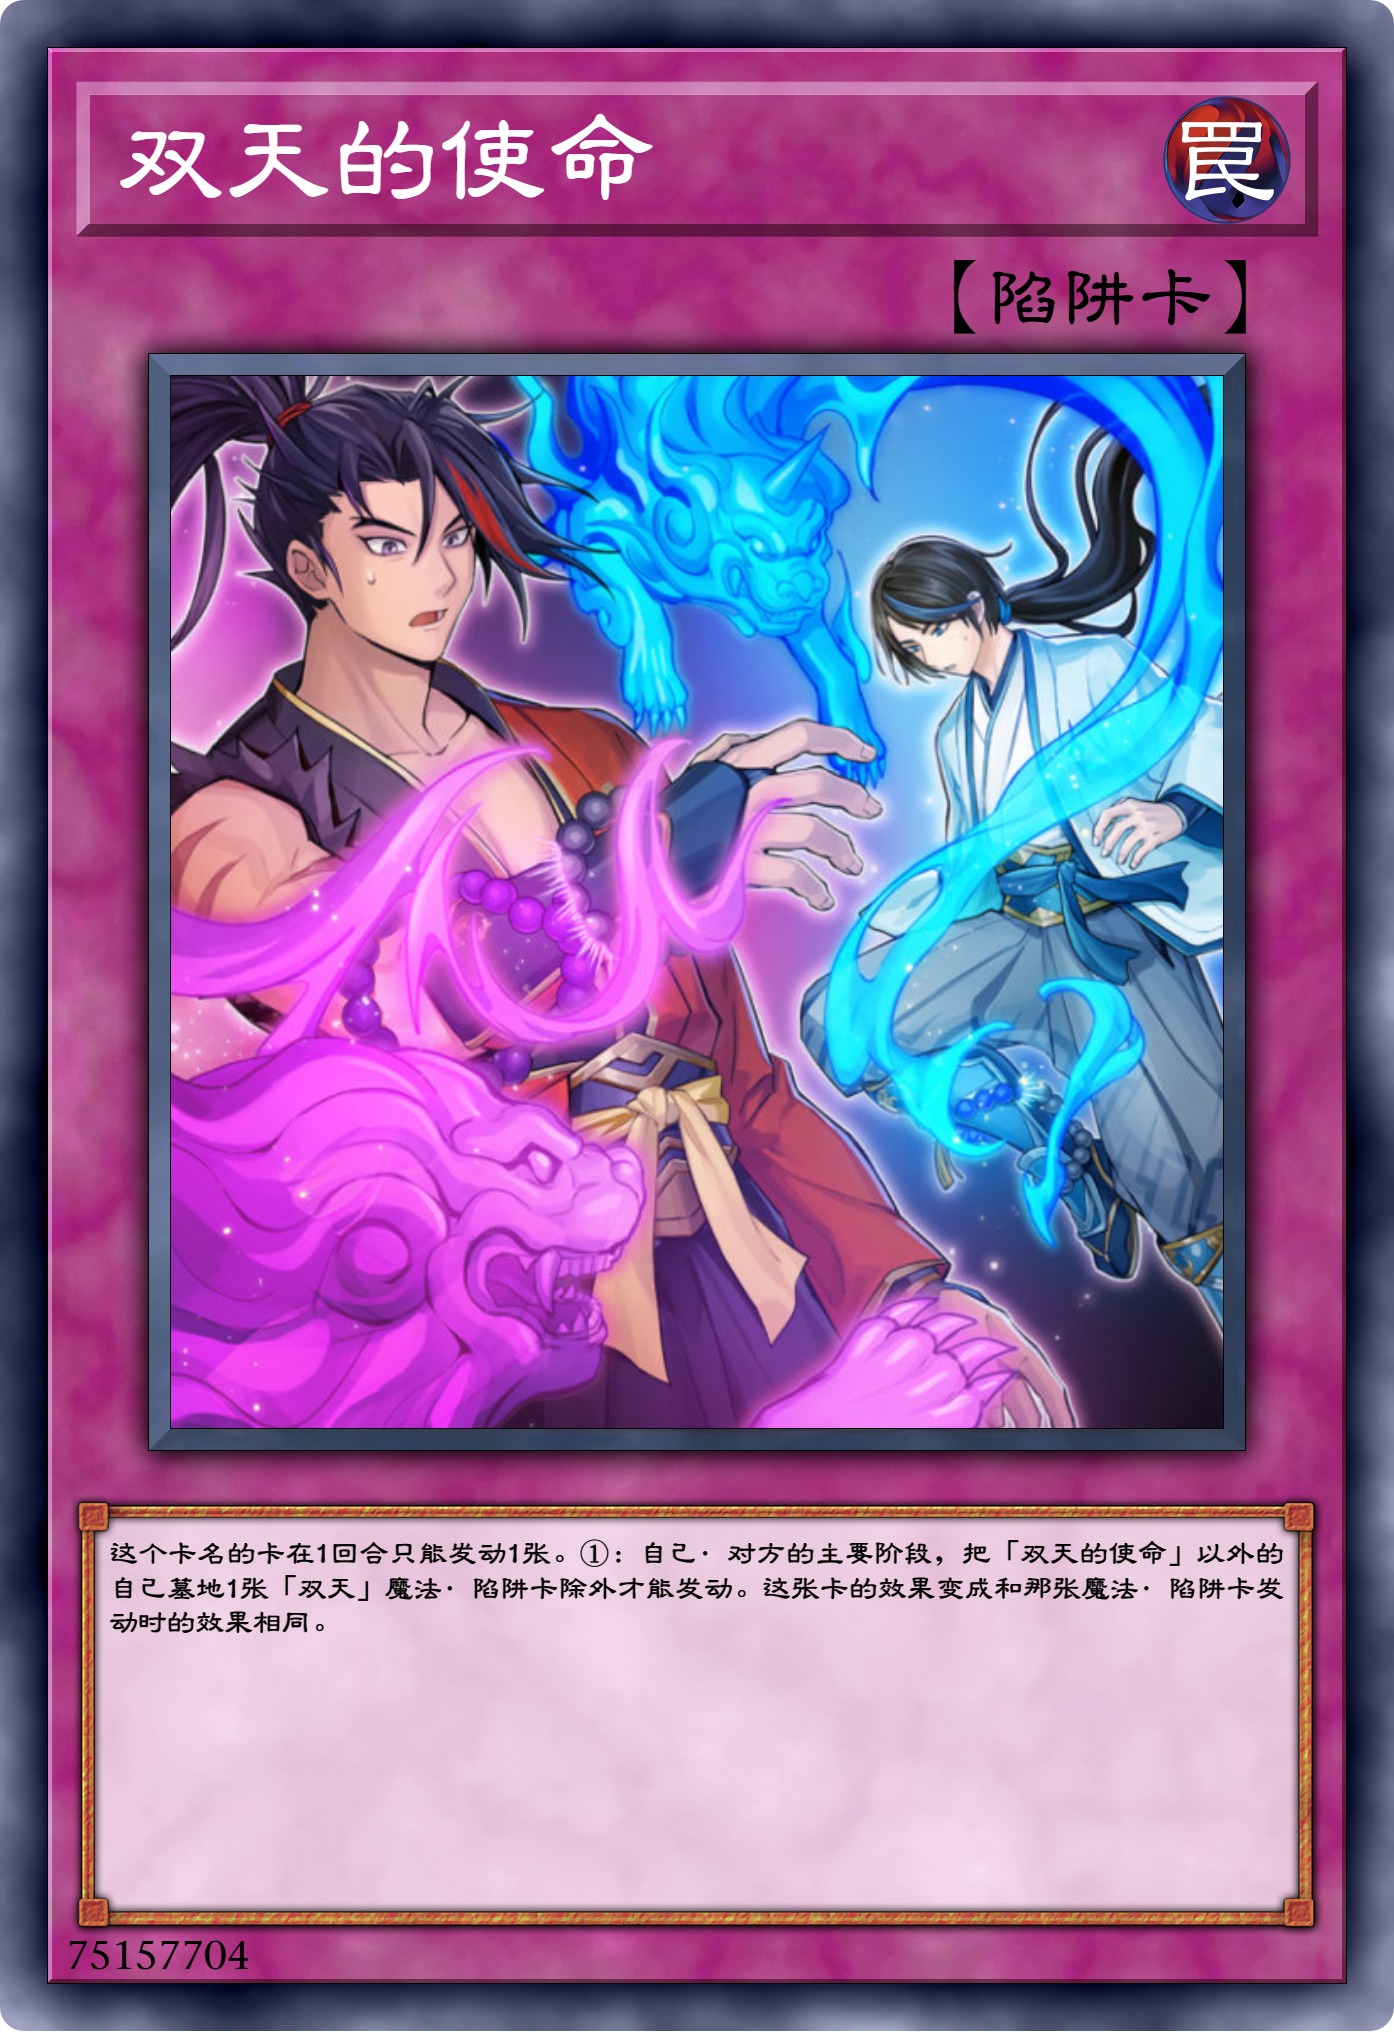 双天的使命
罠
【陷阱卡】
这个卡名的卡在1回合只能发动1张。①：自己·对方的主要阶段，把「双天的使命」以外的
自己墓地1张「双天」魔法·陷阱卡除外才能发动。这张卡的效果变成和那张魔法·陷阱卡发
动时的效果相同。
75157704